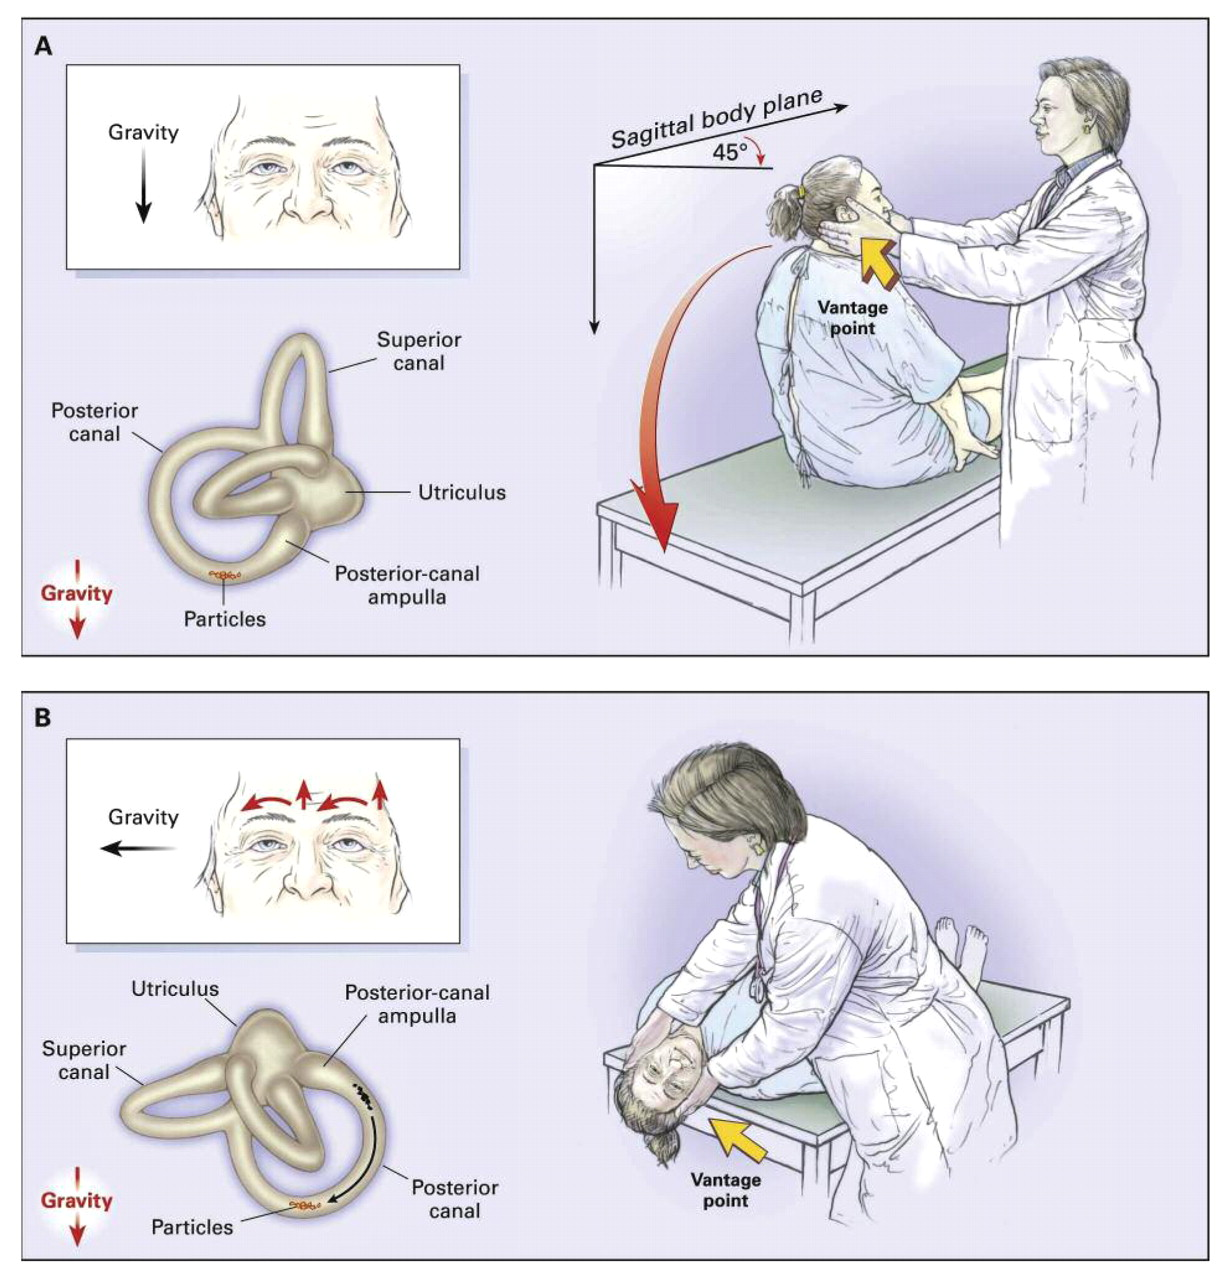 A
Gravity
Sagittal body plane
45°
Vantage
point
Superior
canal
Posterior
canal
Utriculus
Posterior-canal
ampulla
Gravity
Particles
B
Gravity
Utriculus
Posterior-canal
ampulla
Superior
canal
Gravity
Posterior
canal
Particles
Vantage
point